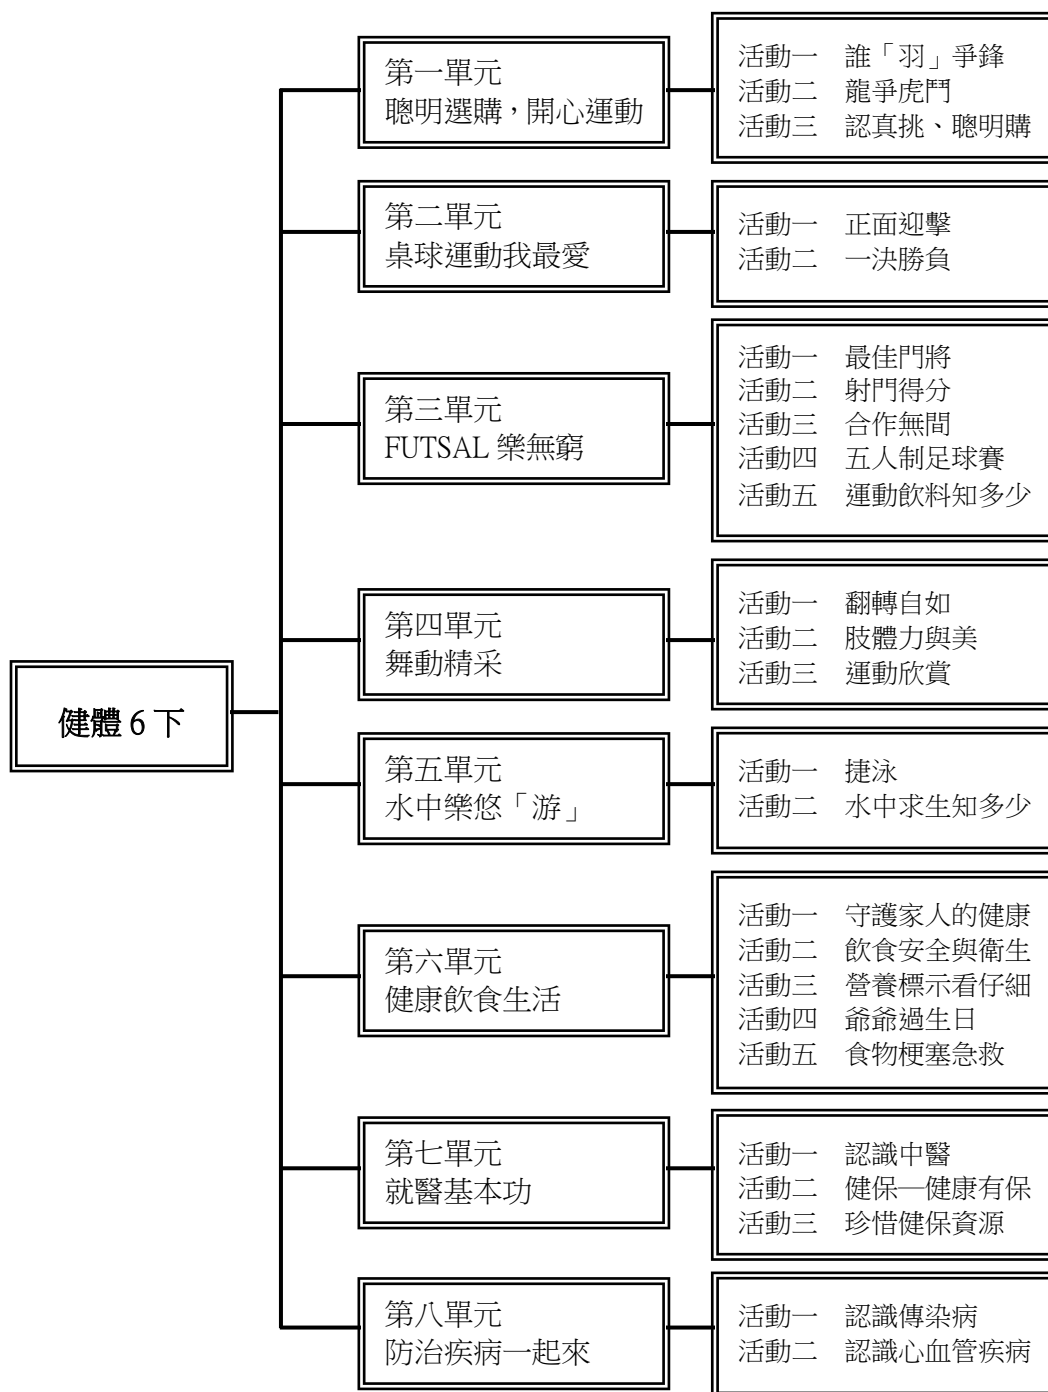 健體 6 下
第一單元
聰明選購，開心運動
活動一　誰「羽」爭鋒
活動二　龍爭虎鬥
活動三　認真挑、聰明購
第二單元
桌球運動我最愛
活動一　正面迎擊
活動二　一決勝負
第三單元
FUTSAL 樂無窮
活動一　最佳門將
活動二　射門得分
活動三　合作無間
活動四　五人制足球賽
活動五　運動飲料知多少
第四單元
舞動精采
活動一　翻轉自如
活動二　肢體力與美
活動三　運動欣賞
第五單元
水中樂悠「游」
活動一　捷泳
活動二　水中求生知多少
第六單元
健康飲食生活
活動一　守護家人的健康
活動二　飲食安全與衛生
活動三　營養標示看仔細
活動四　爺爺過生日
活動五　食物梗塞急救
第七單元
就醫基本功
活動一　認識中醫
活動二　健保─健康有保
活動三　珍惜健保資源
第八單元
防治疾病一起來
活動一　認識傳染病
活動二　認識心血管疾病